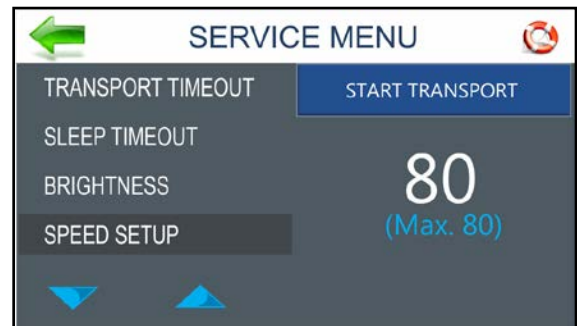 SERVICE MENU
TRANSPORT TIMEOUT
START TRANSPORT
SLEEP TIMEOUT
BRIGHTNESS
80
SPEED SETUP
(Max. 80)